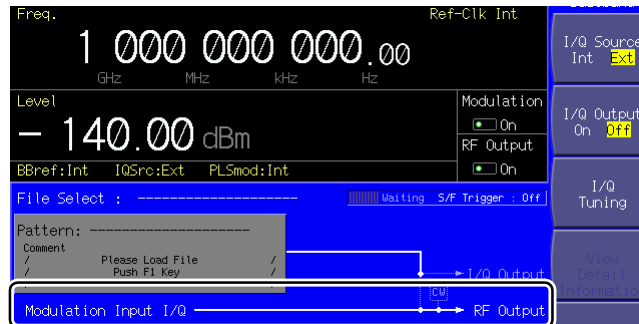 Freq.
Ref-Clk Int
1 000 000 000.00
GHz MHz kHz Hz
Level
- 140.00 dBm
Modulation
On
RF Output
On
BBref:Int IQSrc:Ext PLSmod:Int
File Select : --------------------
Waiting S/F Trigger : Off
Pattern: --------------------
Comment
/ Please Load File /
/ Push F1 Key /
I/Q Output
CW
Modulation Input I/Q
RF Output
I/Q Source
Int Ext
I/Q Output
On Off
I/Q
Tuning
View
Detail
Informatio